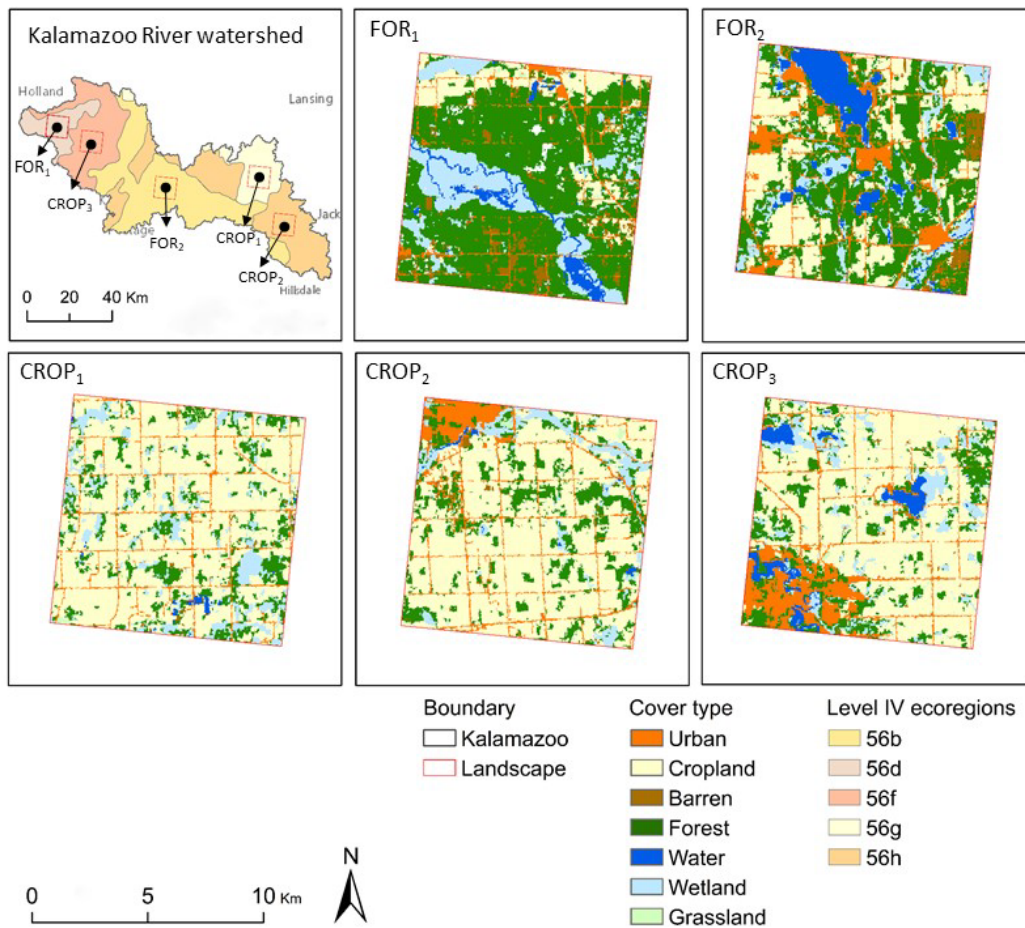 Kalamazoo River watershed
Holland
Lansing
FOR1
CROP3
FOR2
CROP1
Jack
CROP2
Hillsdale
0 20 40 Km
FOR1
FOR2
CROP1
CROP2
CROP3
Boundary
Kalamazoo
Landscape
Cover type
Urban
Cropland
Barren
Forest
Water
Wetland
Grassland
Level IV ecoregions
56b
56d
56f
56g
56h
0 5 10 Km
N